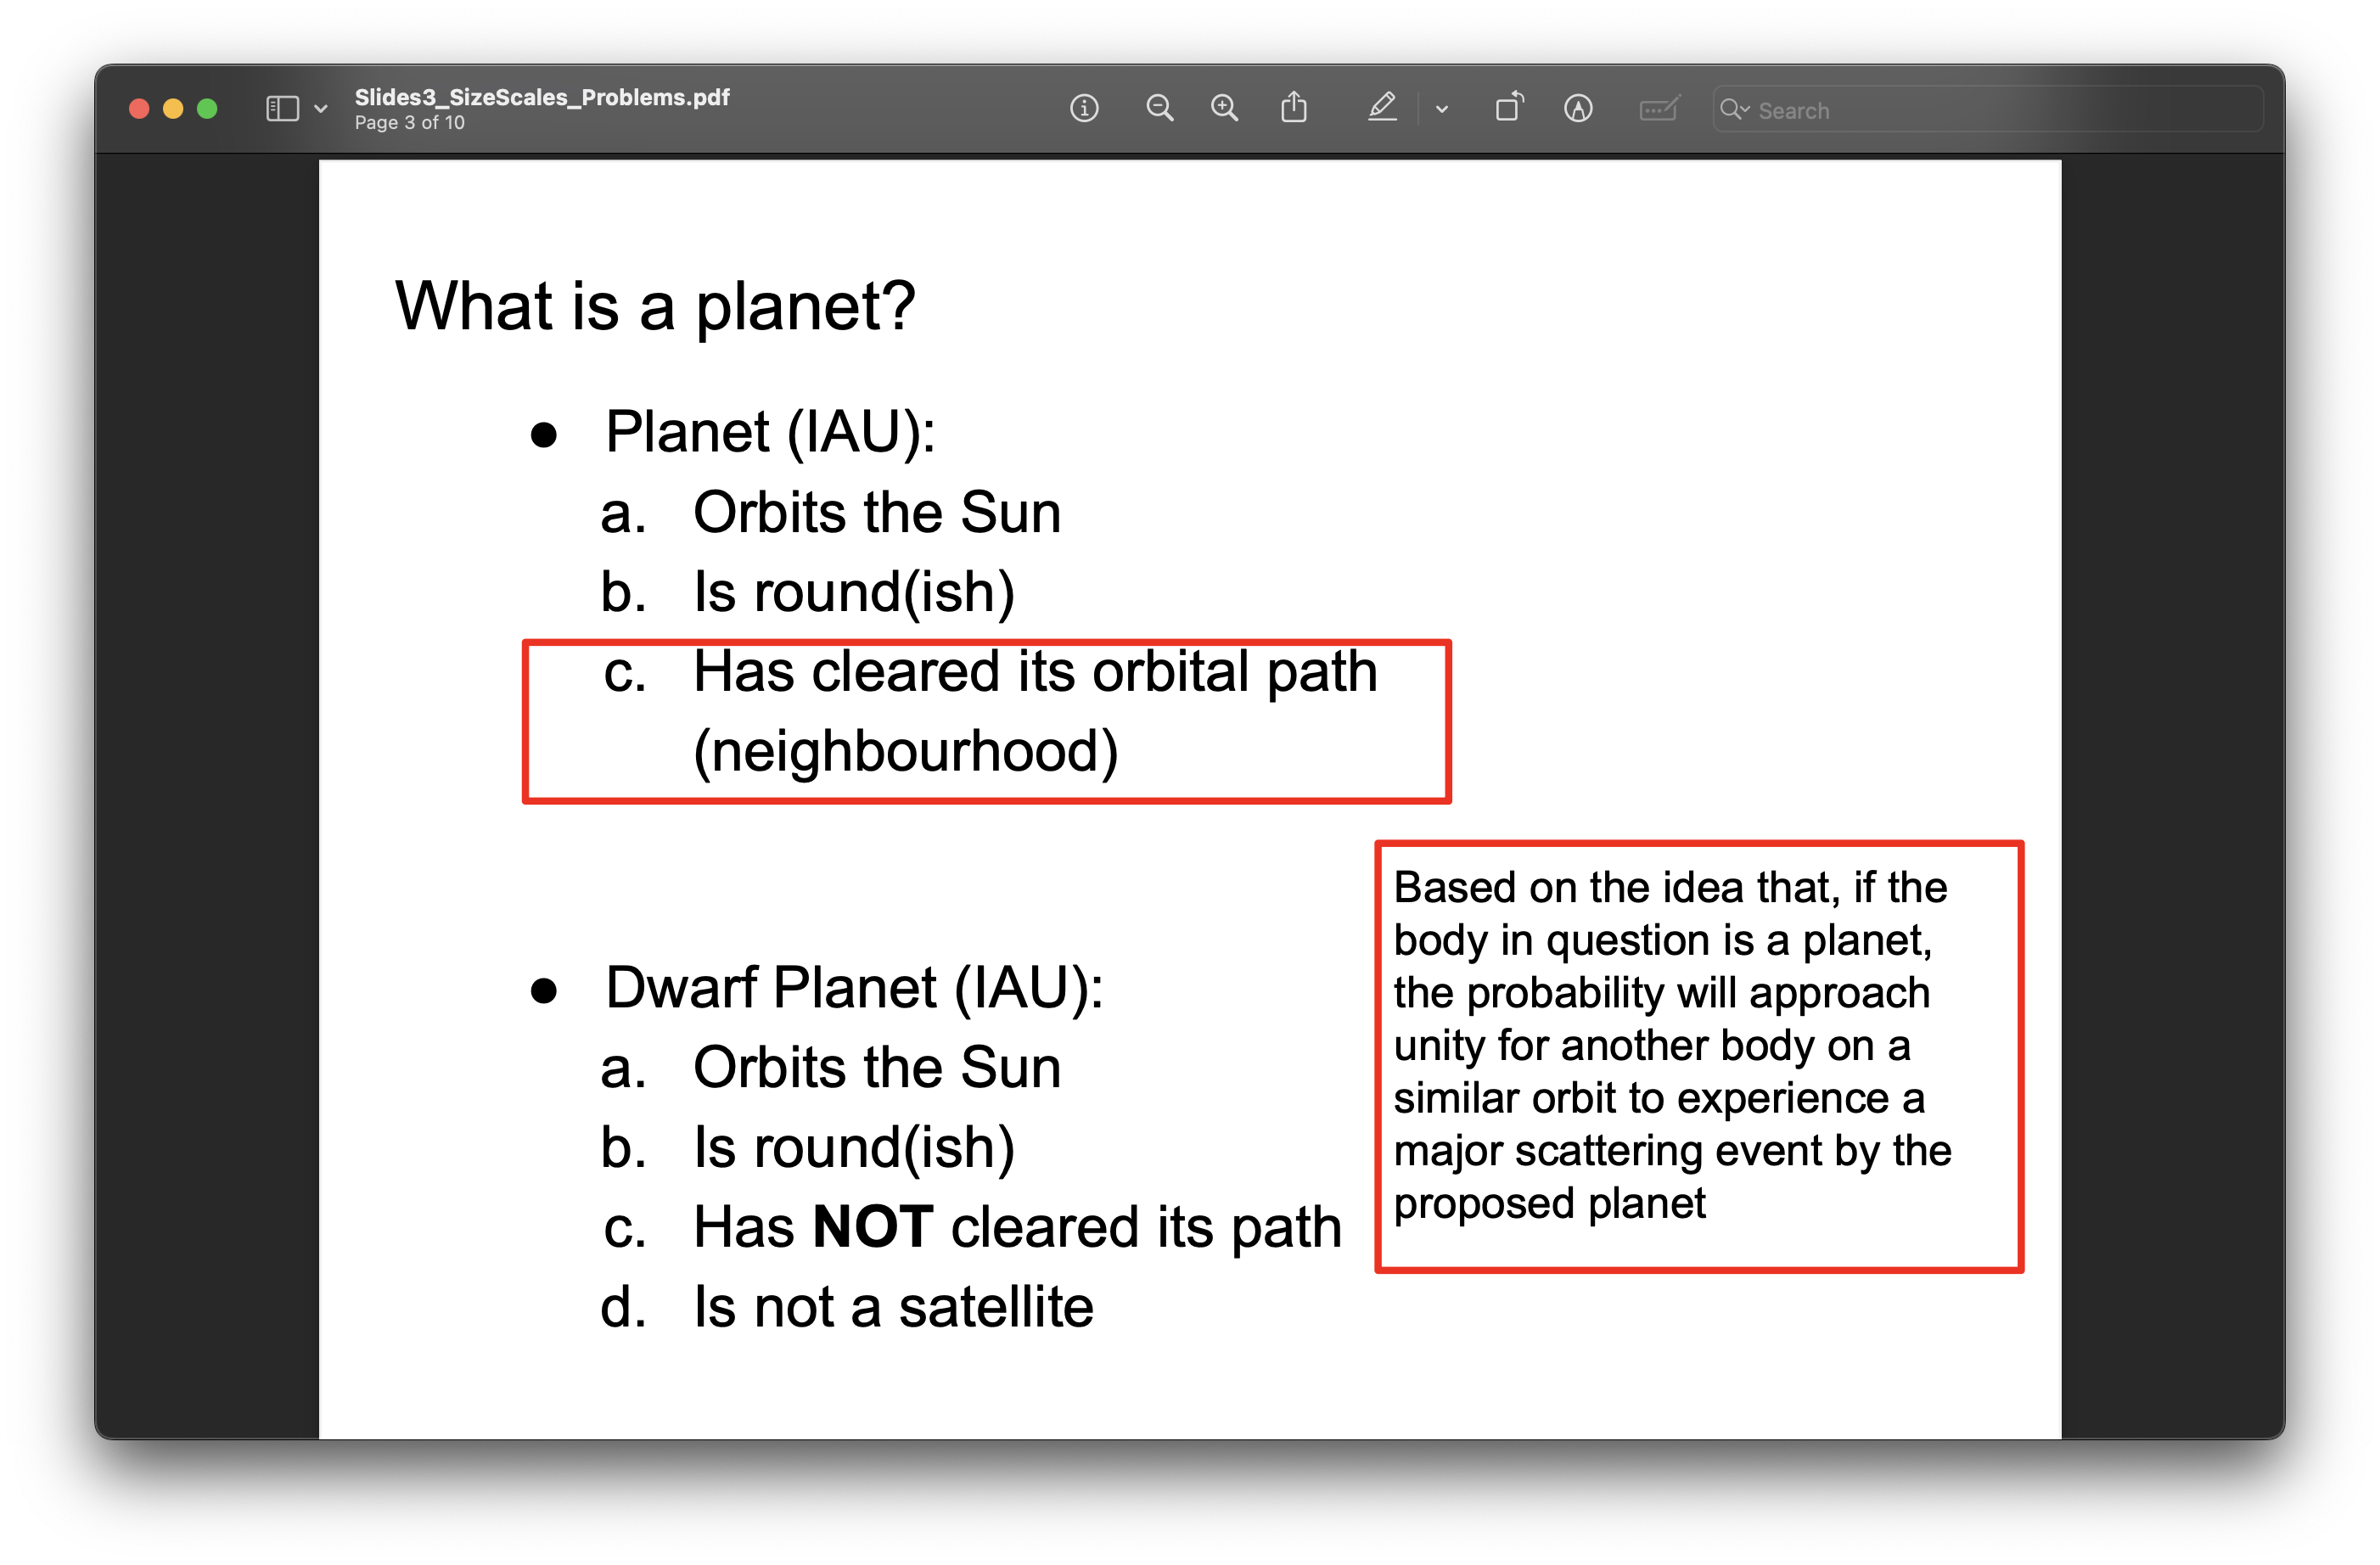 Slides3_SizeScales_Problems.pdf
Page 3 of 10
Search
What is a planet?
● Planet (IAU):
a. Orbits the Sun
b. Is round(ish)
c. Has cleared its orbital path
(neighbourhood)
● Dwarf Planet (IAU):
a. Orbits the Sun
b. Is round(ish)
c. Has NOT cleared its path
d. Is not a satellite
Based on the idea that, if the
body in question is a planet,
the probability will approach
unity for another body on a
similar orbit to experience a
major scattering event by the
proposed planet